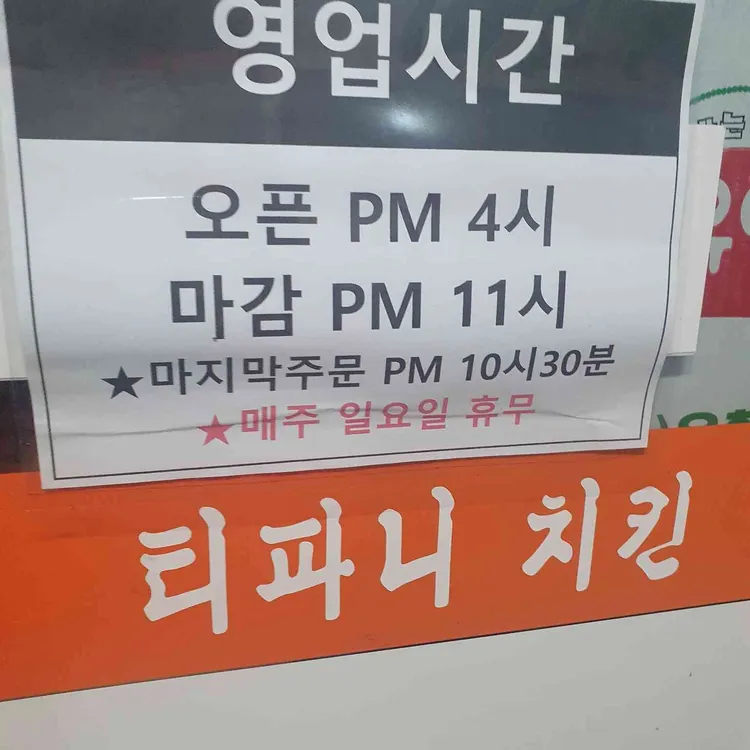 영업시간
오픈 PM 4시
마감 PM 11시
★마지막주문 PM 10시30분
★매주 일요일 휴무
티파니 치킨